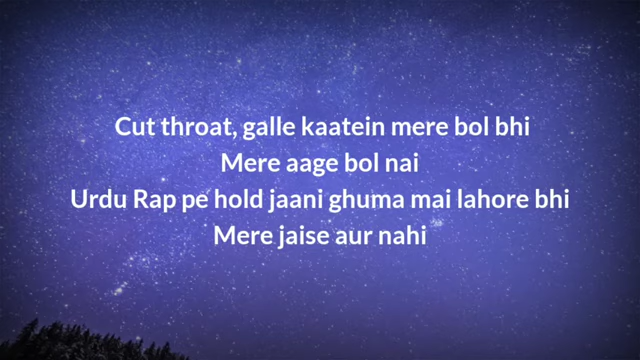 Cut throat, galle kaatein mere bol bhi
Mere aage bol nai
Urdu Rap pe hold jaani ghuma mai lahore bhi
Mere jaise aur nahi